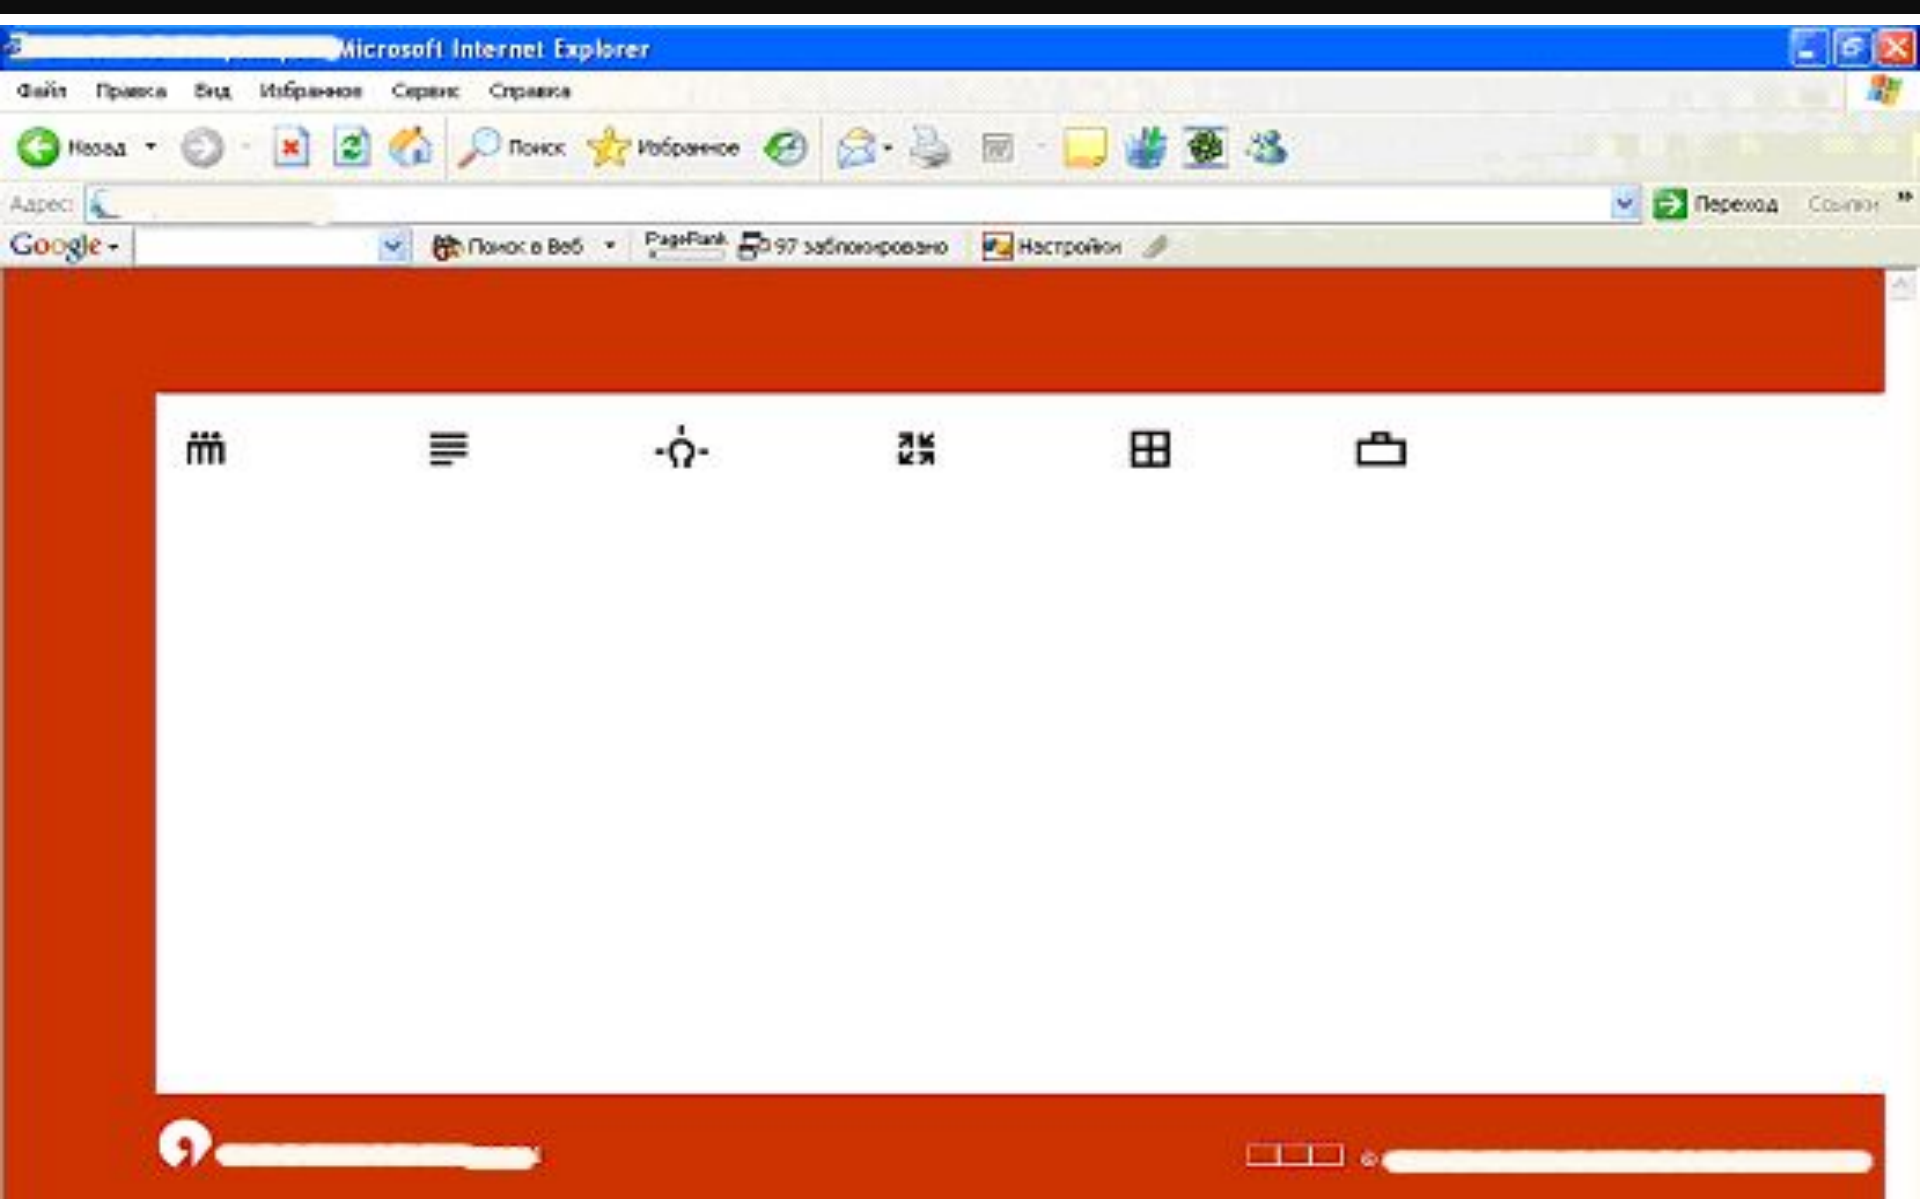 Microsoft Internet Explorer
Файл Правка Вид Избранное Сервис Справка
Назад Поиск Избранное
Адрес: Переход Ссылки »
Google Поиск в Веб PageRank 97 заблокировано Настройки
©